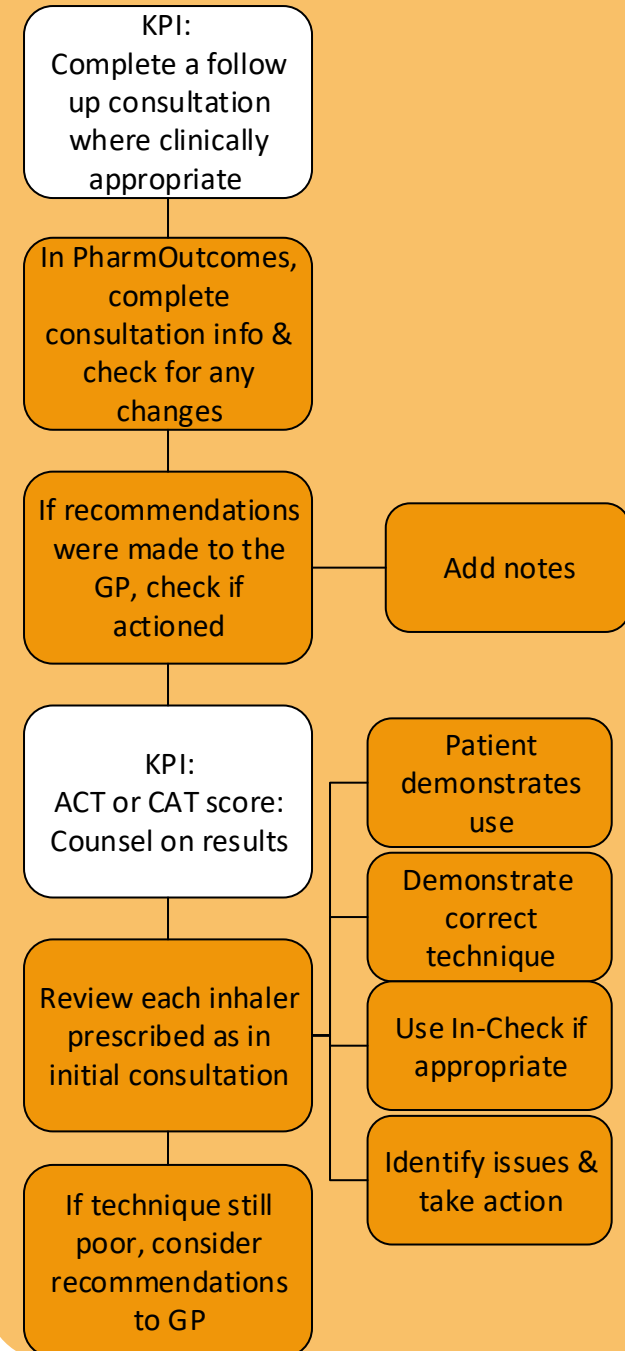 KPI:
Complete a follow
up consultation
where clinically
appropriate
In PharmOutcomes,
complete
consultation info &
check for any
changes
If recommendations
were made to the
GP, check if
actioned
Add notes
KPI:
ACT or CAT score:
Counsel on results
Review each inhaler
prescribed as in
initial consultation
Patient
demonstrates
use
Demonstrate
correct
technique
Use In-Check if
appropriate
Identify issues &
take action
If technique still
poor, consider
recommendations
to GP